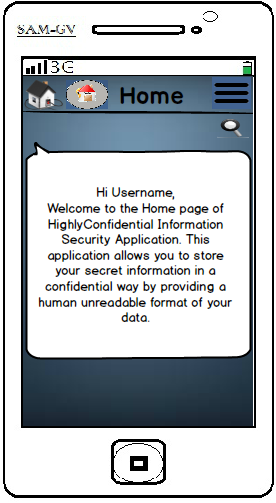 SAM-GV
3G
Home
Hi Username,
Welcome to the Home page of
HighlyConfidential Information
Security Application. This
application allows you to store
your secret information in a
confidential way by providing a
human unreadable format of your
data.